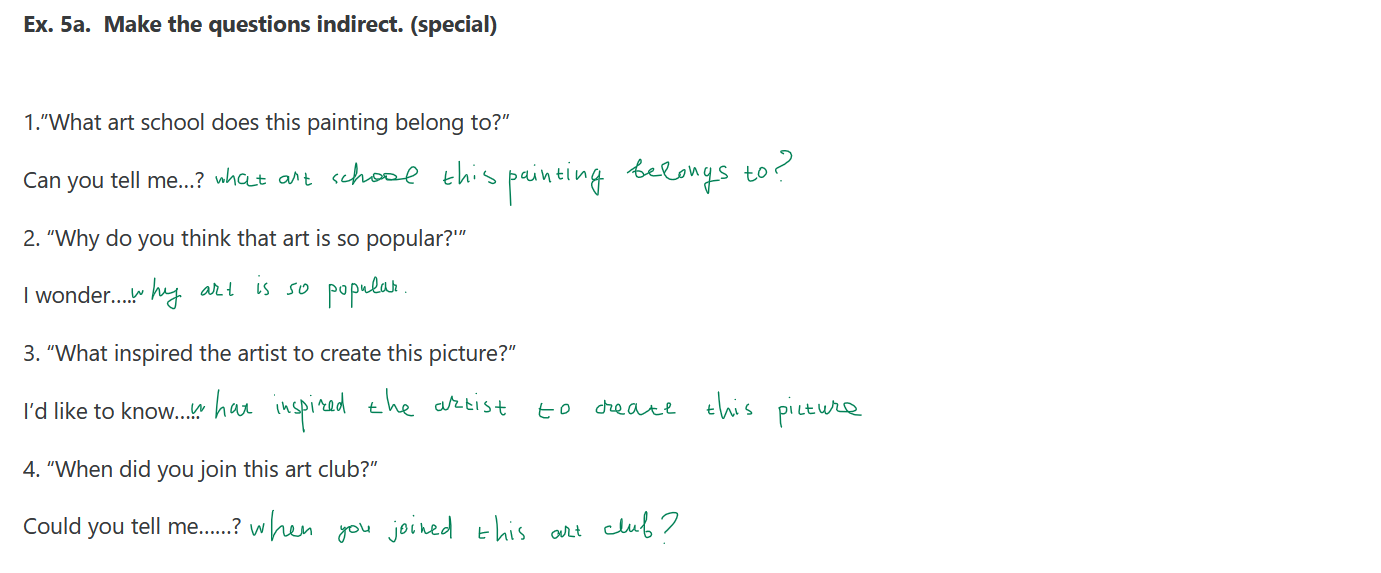 Ex. 5a.  Make the questions indirect. (special)
1.”What art school does this painting belong to?”
Can you tell me...? what art school this painting belongs to?
2. “Why do you think that art is so popular?'”
I wonder..... why art is so popular.
3. “What inspired the artist to create this picture?”
I’d like to know..... what inspired the artist to create this picture
4. “When did you join this art club?”
Could you tell me......? when you joined this art club?